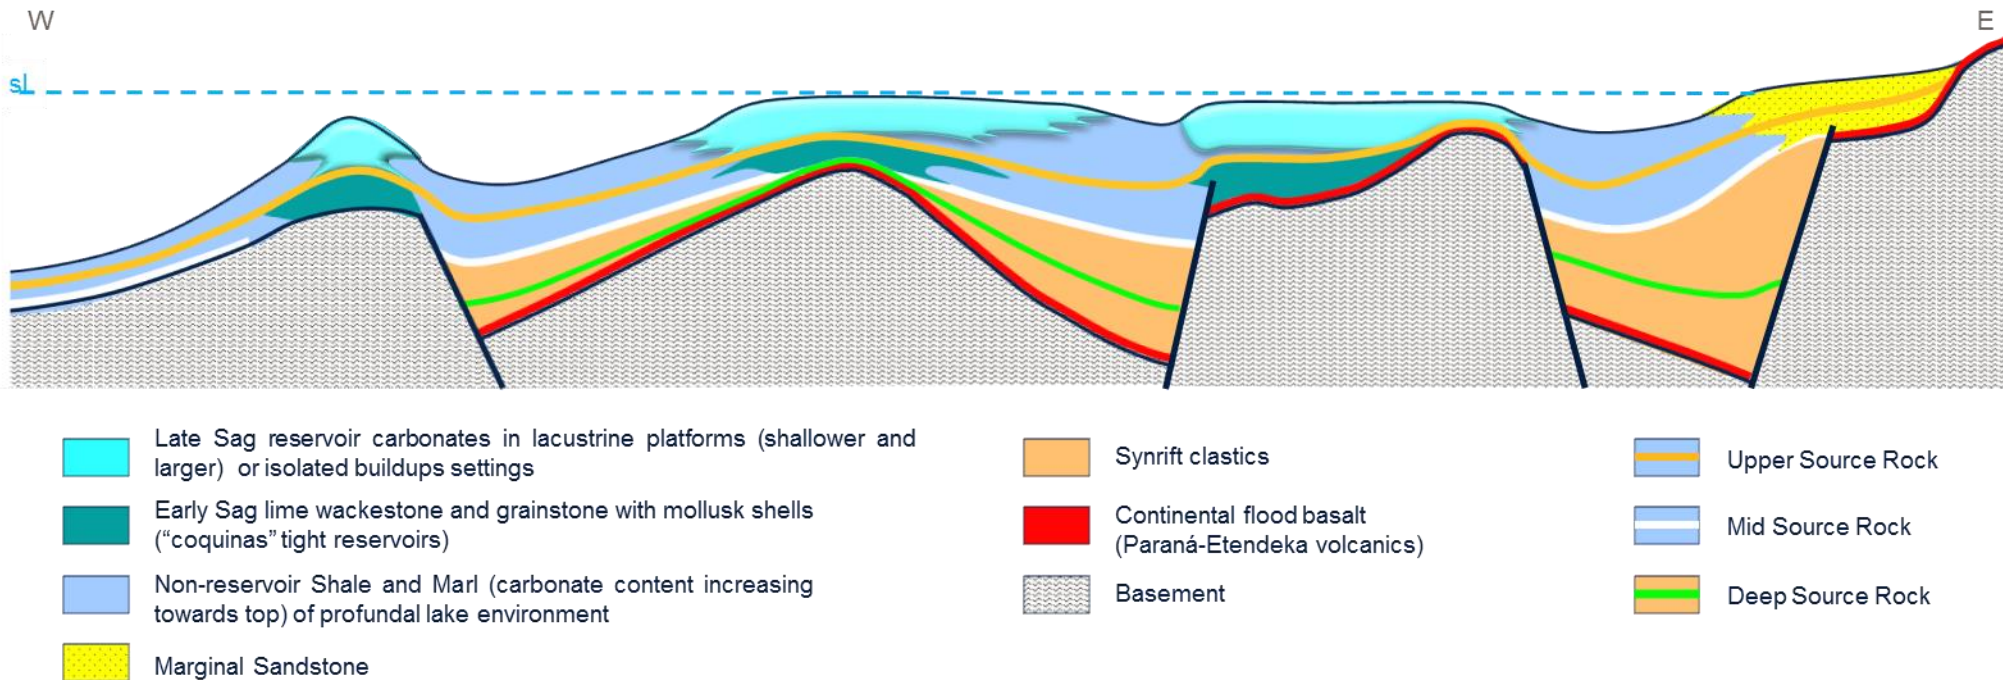 W
E
sl
Late Sag reservoir carbonates in lacustrine platforms (shallower and
larger) or isolated buildups settings
Early Sag lime wackestone and grainstone with mollusk shells
(“coquinas” tight reservoirs)
Non-reservoir Shale and Marl (carbonate content increasing
towards top) of profundal lake environment
Marginal Sandstone
Synrift clastics
Continental flood basalt
(Paraná-Etendeka volcanics)
Basement
Upper Source Rock
Mid Source Rock
Deep Source Rock